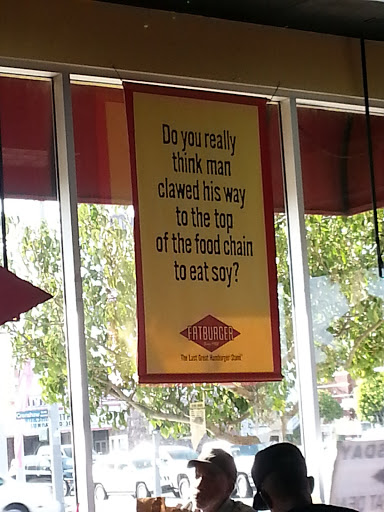 Do you really
think man
clawed his way
to the top
of the food chain
to eat soy?
FATBURGER
The Last Great Hamburger Stand
SDAY